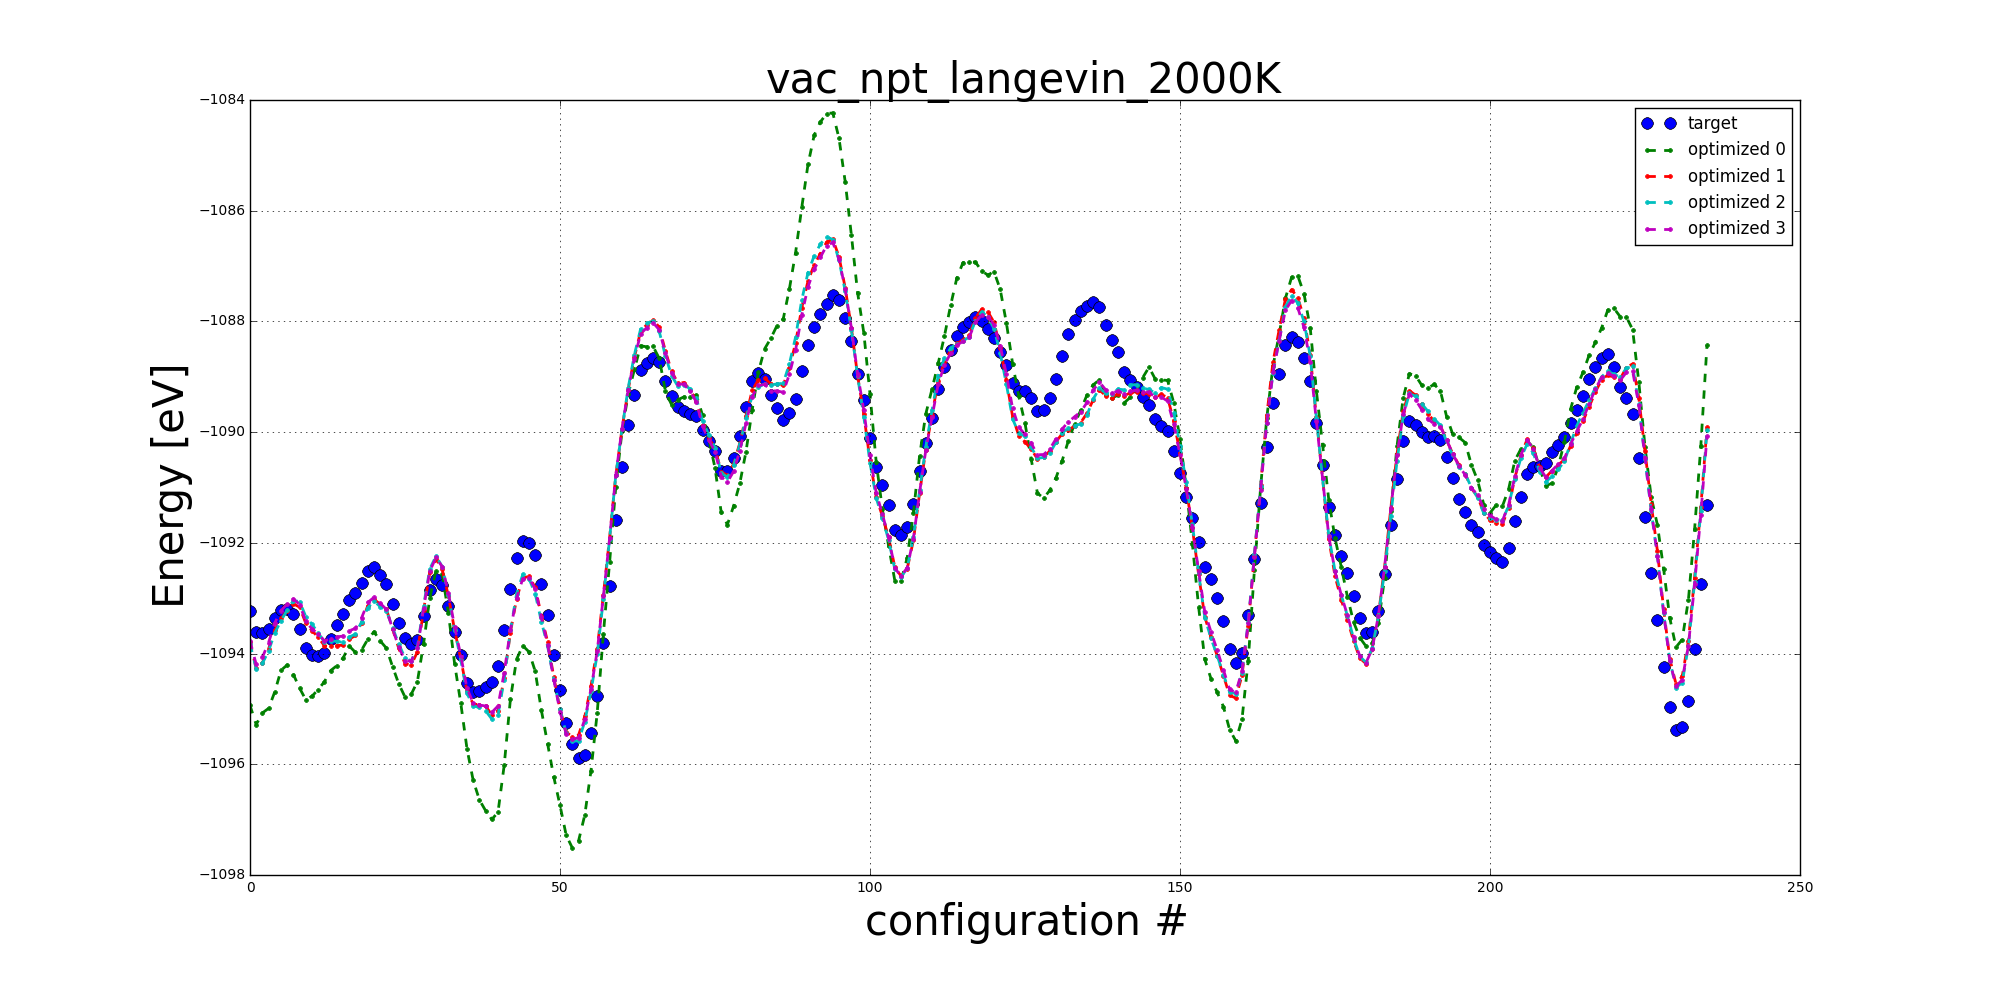 vac_npt_langevin_2000K
Energy [eV]
−1084
−1086
−1088
−1090
−1092
−1094
−1096
−1098
0 50 100 150 200 250
configuration #
target
optimized 0
optimized 1
optimized 2
optimized 3